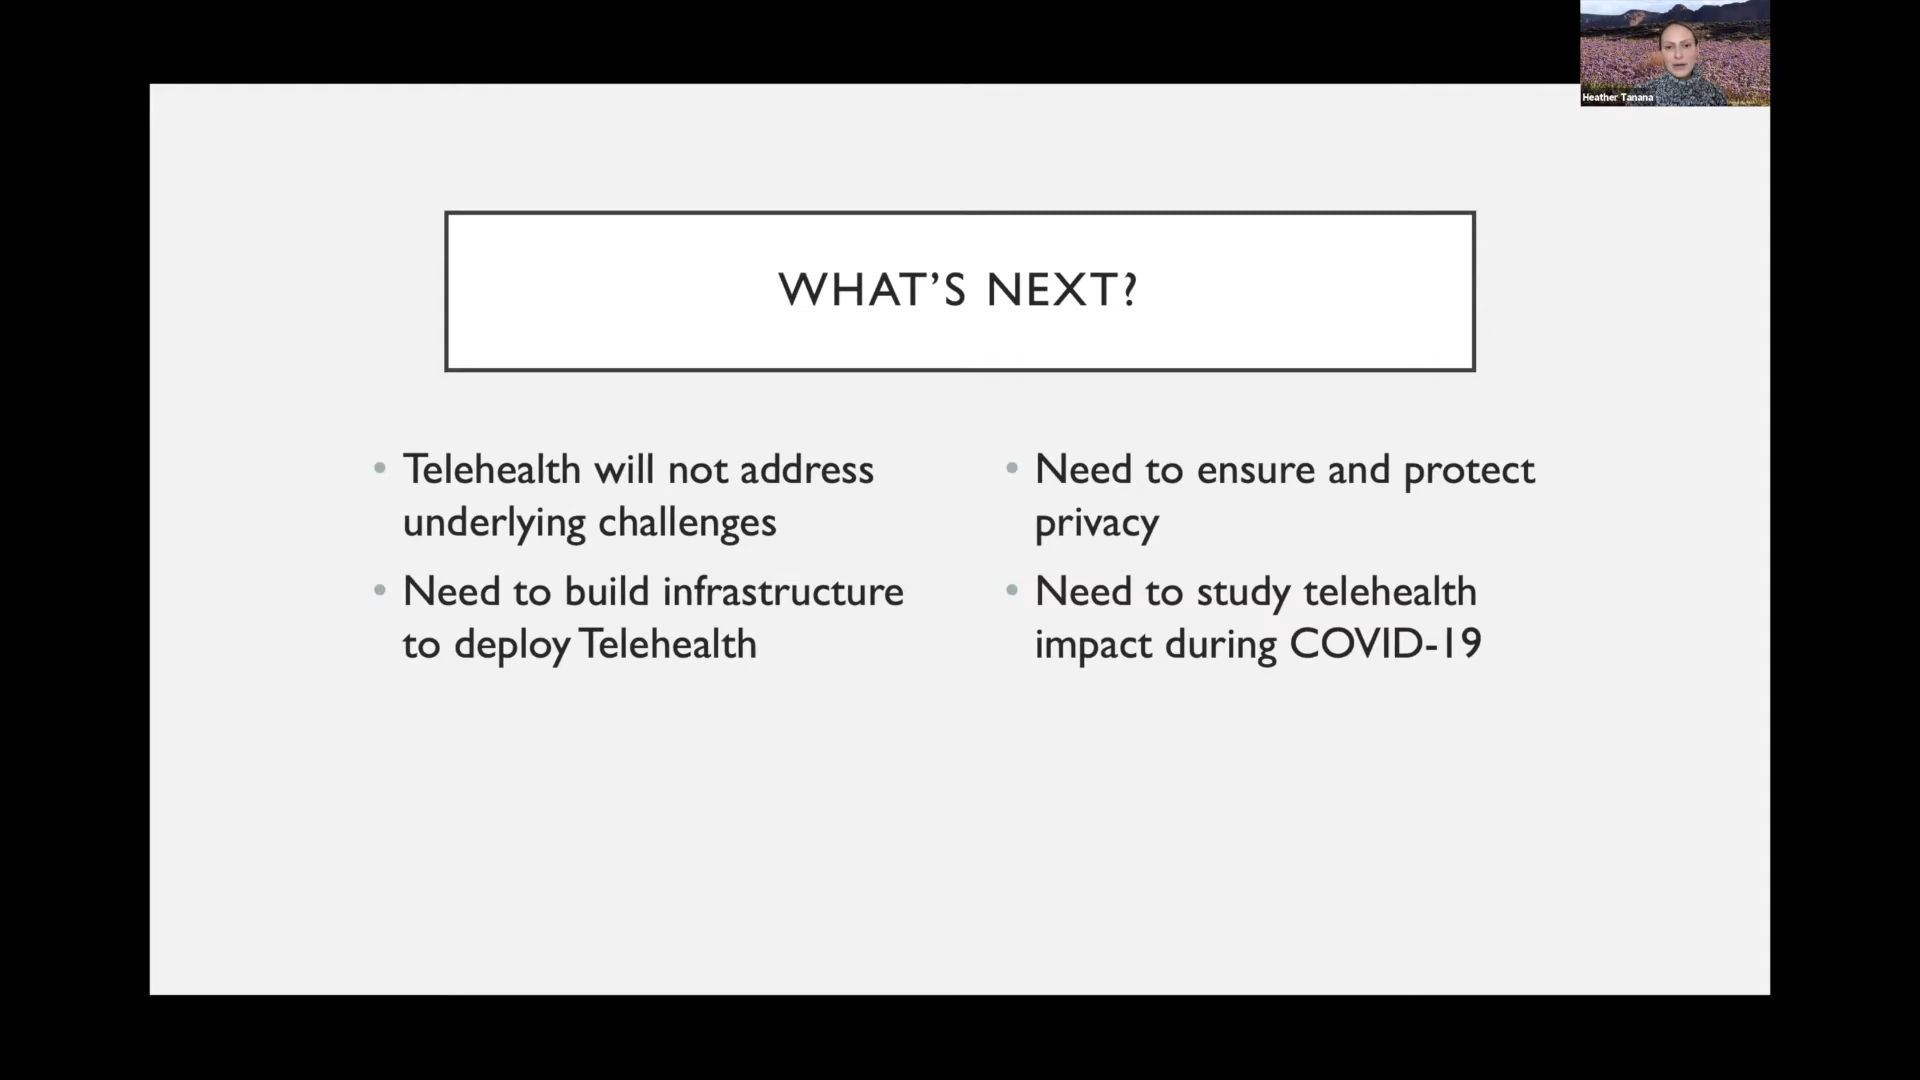 Heather Tanana
WHAT’S NEXT?
• Telehealth will not address
underlying challenges
• Need to build infrastructure
to deploy Telehealth
• Need to ensure and protect
privacy
• Need to study telehealth
impact during COVID-19